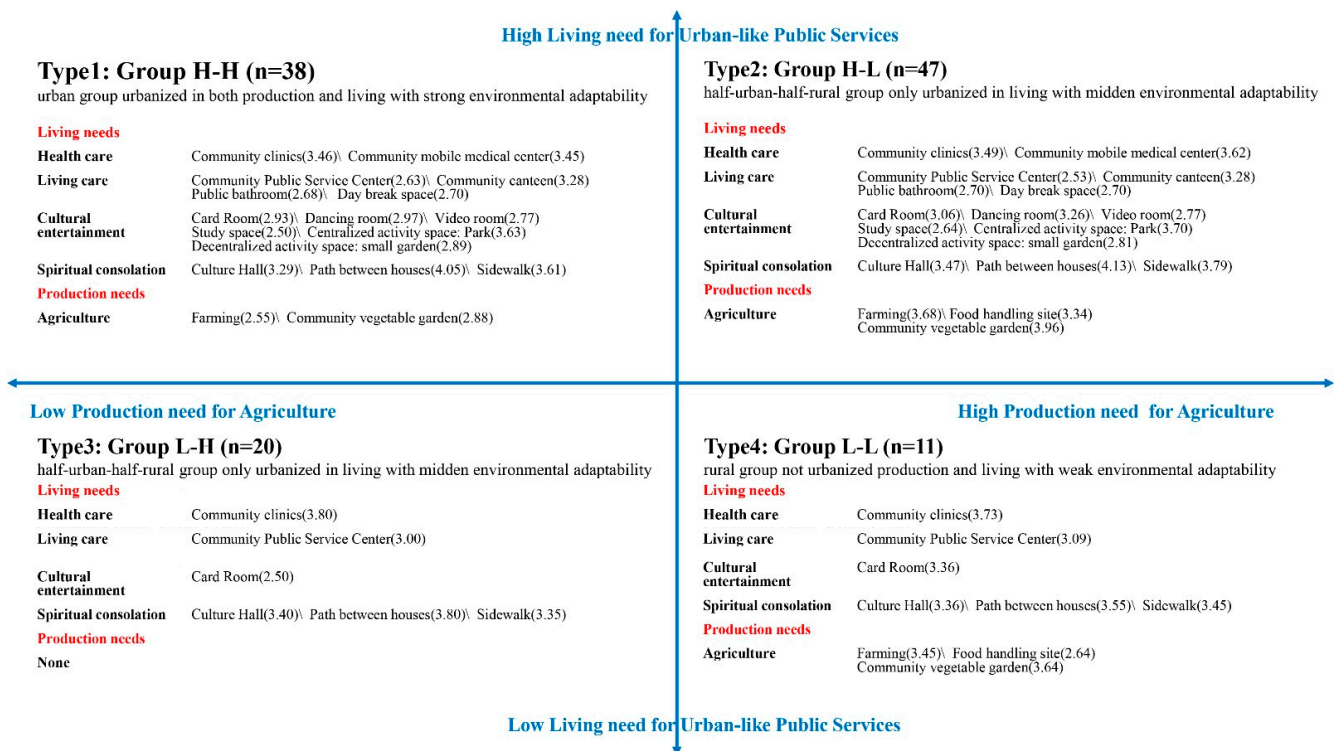 High Living need for Urban-like Public Services
Type1: Group H-H (n=38)
urban group urbanized in both production and living with strong environmental adaptability
Living needs
Health care Community clinics(3.46)\ Community mobile medical center(3.45)
Living care Community Public Service Center(2.63)\ Community canteen(3.28)
Public bathroom(2.68)\ Day break space(2.70)
Cultural entertainment Card Room(2.93)\ Dancing room(2.97)\ Video room(2.77)
Study space(2.50)\ Centralized activity space: Park(3.63)
Decentralized activity space: small garden(2.89)
Spiritual consolation Culture Hall(3.29)\ Path between houses(4.05)\ Sidewalk(3.61)
Production needs
Agriculture Farming(2.55)\ Community vegetable garden(2.88)
Type2: Group H-L (n=47)
half-urban-half-rural group only urbanized in living with midden environmental adaptability
Living needs
Health care Community clinics(3.49)\ Community mobile medical center(3.62)
Living care Community Public Service Center(2.53)\ Community canteen(3.28)
Public bathroom(2.70)\ Day break space(2.70)
Cultural entertainment Card Room(3.06)\ Dancing room(3.26)\ Video room(2.77)
Study space(2.64)\ Centralized activity space: Park(3.70)
Decentralized activity space: small garden(2.81)
Spiritual consolation Culture Hall(3.47)\ Path between houses(4.13)\ Sidewalk(3.79)
Production needs
Agriculture Farming(3.68)\ Food handling site(3.34)
Community vegetable garden(3.96)
Low Production need for Agriculture
High Production need for Agriculture
Type3: Group L-H (n=20)
half-urban-half-rural group only urbanized in living with midden environmental adaptability
Living needs
Health care Community clinics(3.80)
Living care Community Public Service Center(3.00)
Cultural entertainment Card Room(2.50)
Spiritual consolation Culture Hall(3.40)\ Path between houses(3.80)\ Sidewalk(3.35)
Production needs
None
Type4: Group L-L (n=11)
rural group not urbanized production and living with weak environmental adaptability
Living needs
Health care Community clinics(3.73)
Living care Community Public Service Center(3.09)
Cultural entertainment Card Room(3.36)
Spiritual consolation Culture Hall(3.36)\ Path between houses(3.55)\ Sidewalk(3.45)
Production needs
Agriculture Farming(3.45)\ Food handling site(2.64)
Community vegetable garden(3.64)
Low Living need for Urban-like Public Services